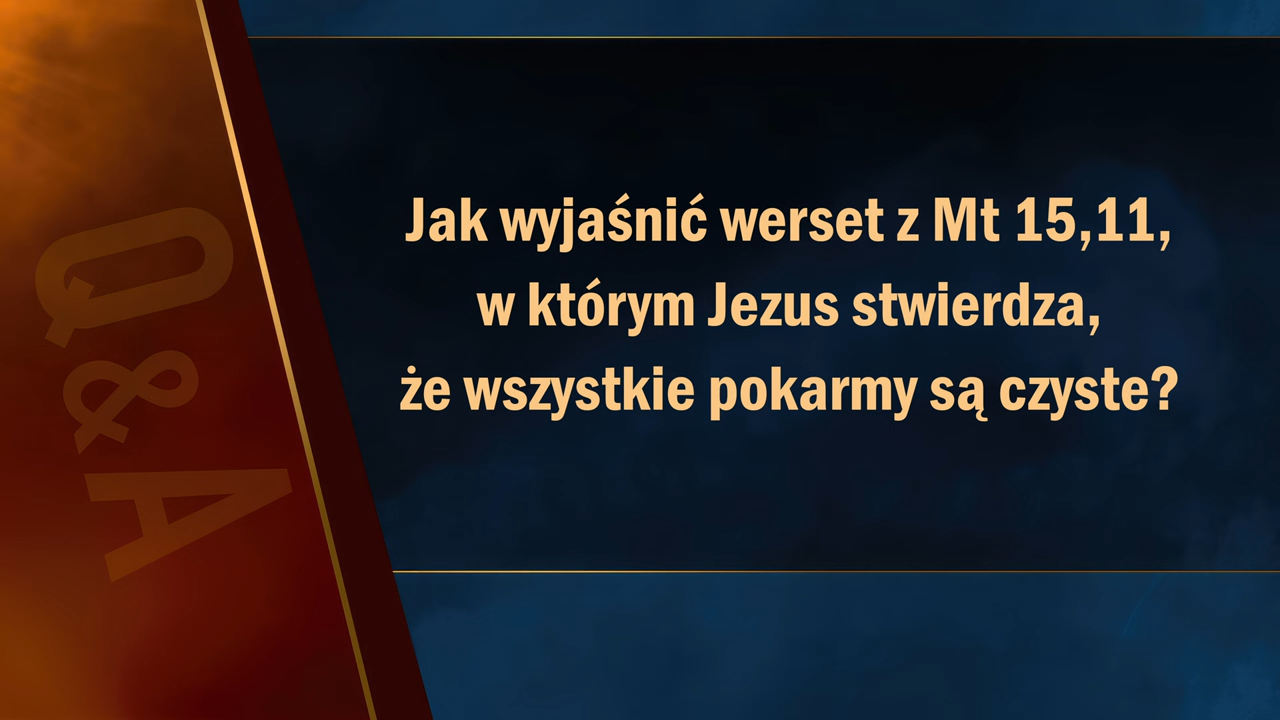 Q&A
Jak wyjaśnić werset z Mt 15,11,
w którym Jezus stwierdza,
że wszystkie pokarmy są czyste?